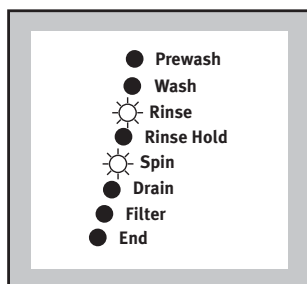 Prewash
Wash
Rinse
Rinse Hold
Spin
Drain
Filter
End